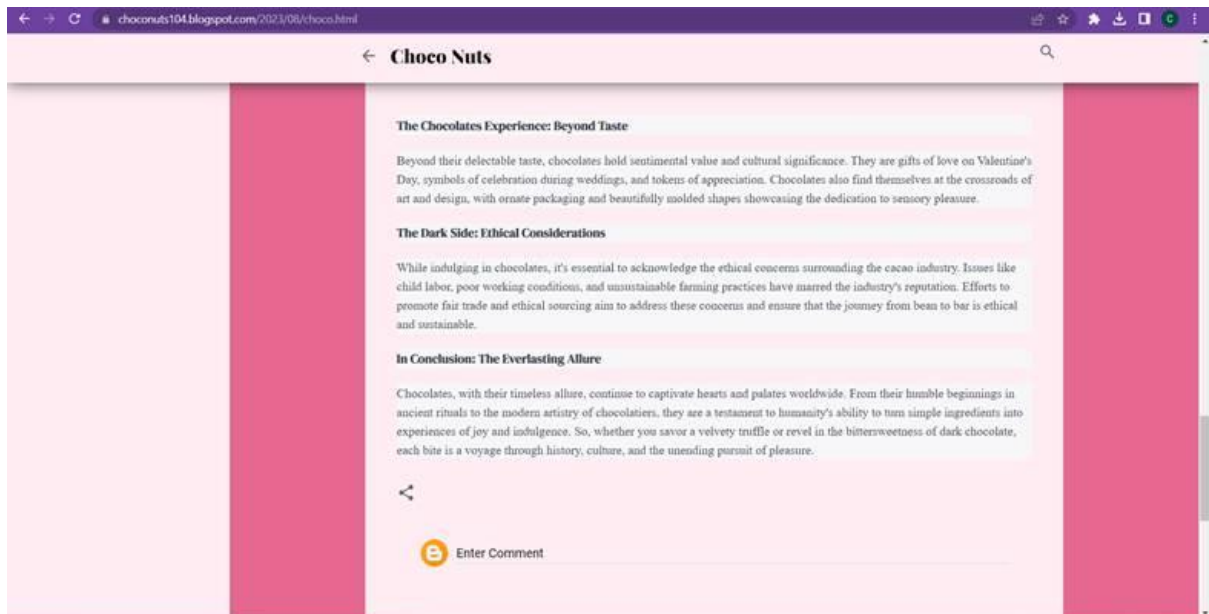 choconuts104.blogspot.com/2023/08/choco.html
Choco Nuts
The Chocolates Experience: Beyond Taste
Beyond their delectable taste, chocolates hold sentimental value and cultural significance. They are gifts of love on Valentine's
Day, symbols of celebration during weddings, and tokens of appreciation. Chocolates also find themselves at the crossroads of
art and design, with ornate packaging and beautifully molded shapes showcasing the dedication to sensory pleasure.
The Dark Side: Ethical Considerations
While indulging in chocolates, it's essential to acknowledge the ethical concerns surrounding the cacao industry. Issues like
child labor, poor working conditions, and unsustainable farming practices have marred the industry's reputation. Efforts to
promote fair trade and ethical sourcing aim to address these concerns and ensure that the journey from bean to bar is ethical
and sustainable.
In Conclusion: The Everlasting Allure
Chocolates, with their timeless allure, continue to captivate hearts and palates worldwide. From their humble beginnings in
ancient rituals to the modern artistry of chocolatiers, they are a testament to humanity's ability to turn simple ingredients into
experiences of joy and indulgence. So, whether you savor a velvety truffle or revel in the bittersweetness of dark chocolate,
each bite is a voyage through history, culture, and the unending pursuit of pleasure.
Enter Comment